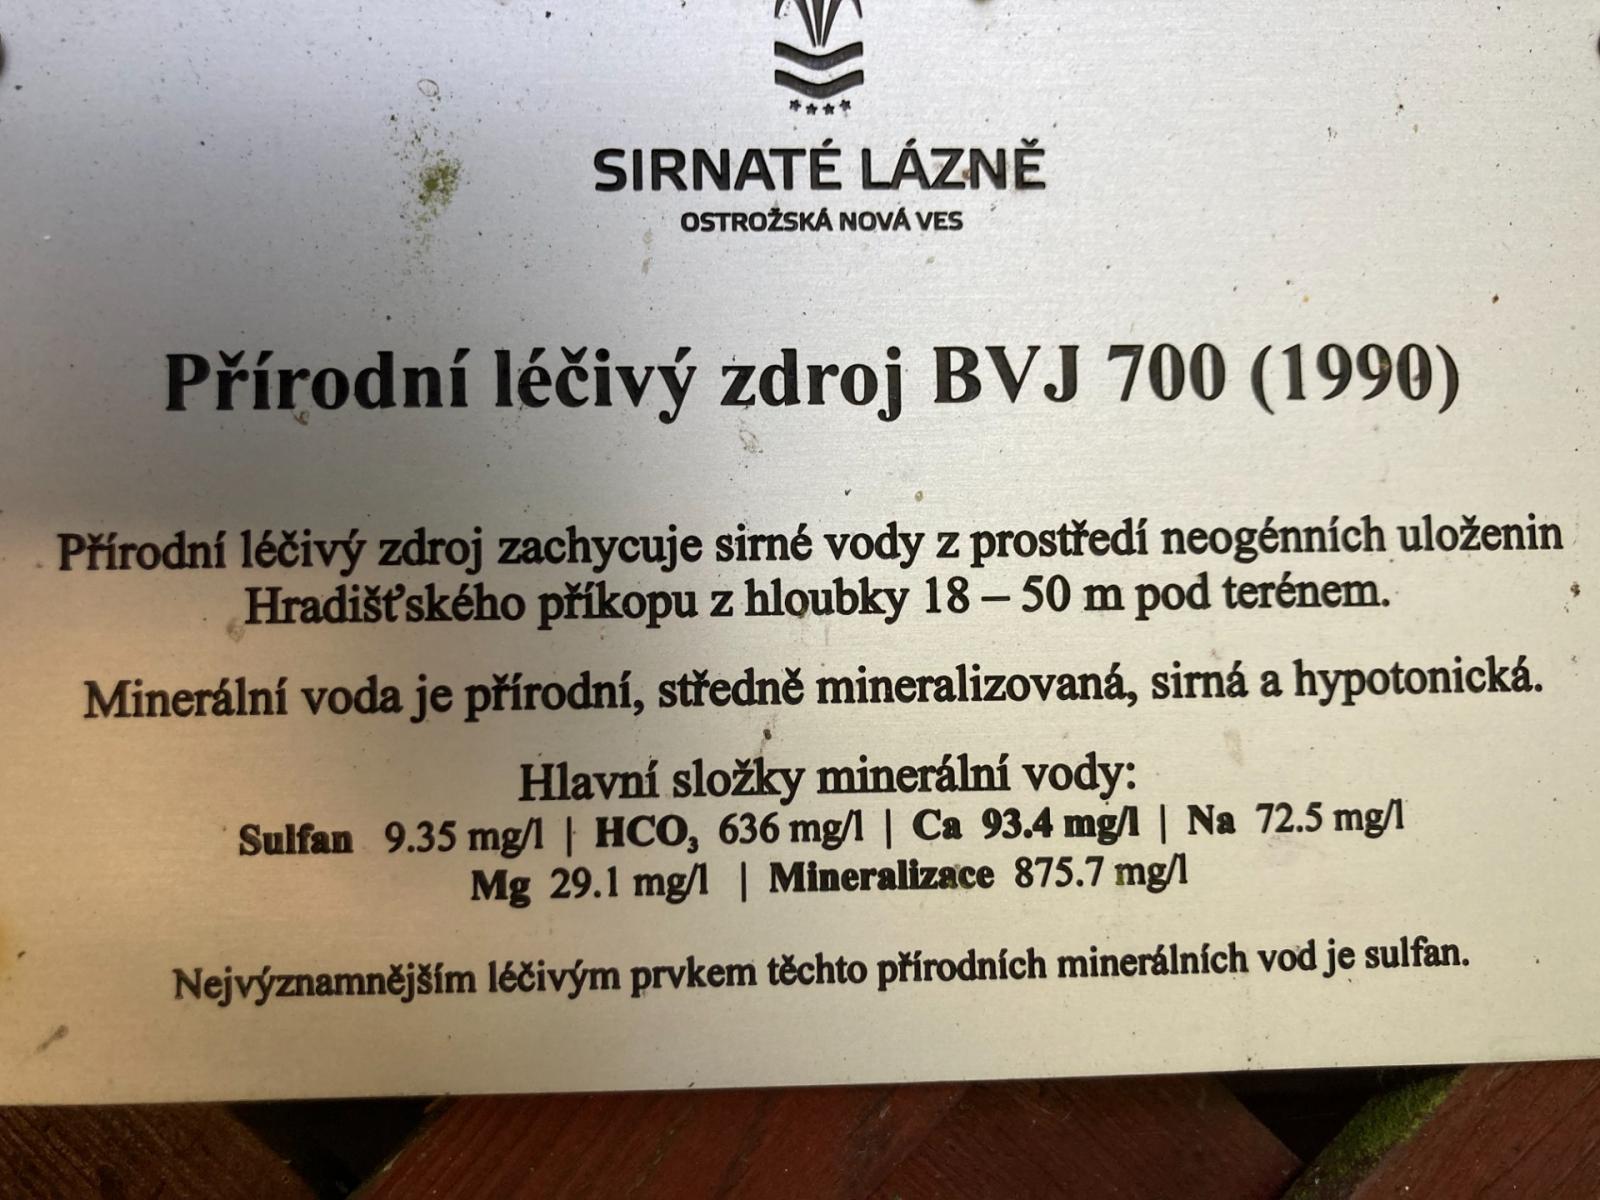 SIRNATÉ LÁZNĚ
OSTROŽSKÁ NOVÁ VES
Přírodní léčivý zdroj BVJ 700 (1990)
Přírodní léčivý zdroj zachycuje sirné vody z prostředí neogénních uloženin
Hradišťského příkopu z hloubky 18 – 50 m pod terénem.
Minerální voda je přírodní, středně mineralizovaná, sirná a hypotonická.
Hlavní složky minerální vody:
Sulfan 9.35 mg/l | HCO₃ 636 mg/l | Ca 93.4 mg/l | Na 72.5 mg/l
Mg 29.1 mg/l | Mineralizace 875.7 mg/l
Nejvýznamnějším léčivým prvkem těchto přírodních minerálních vod je sulfan.